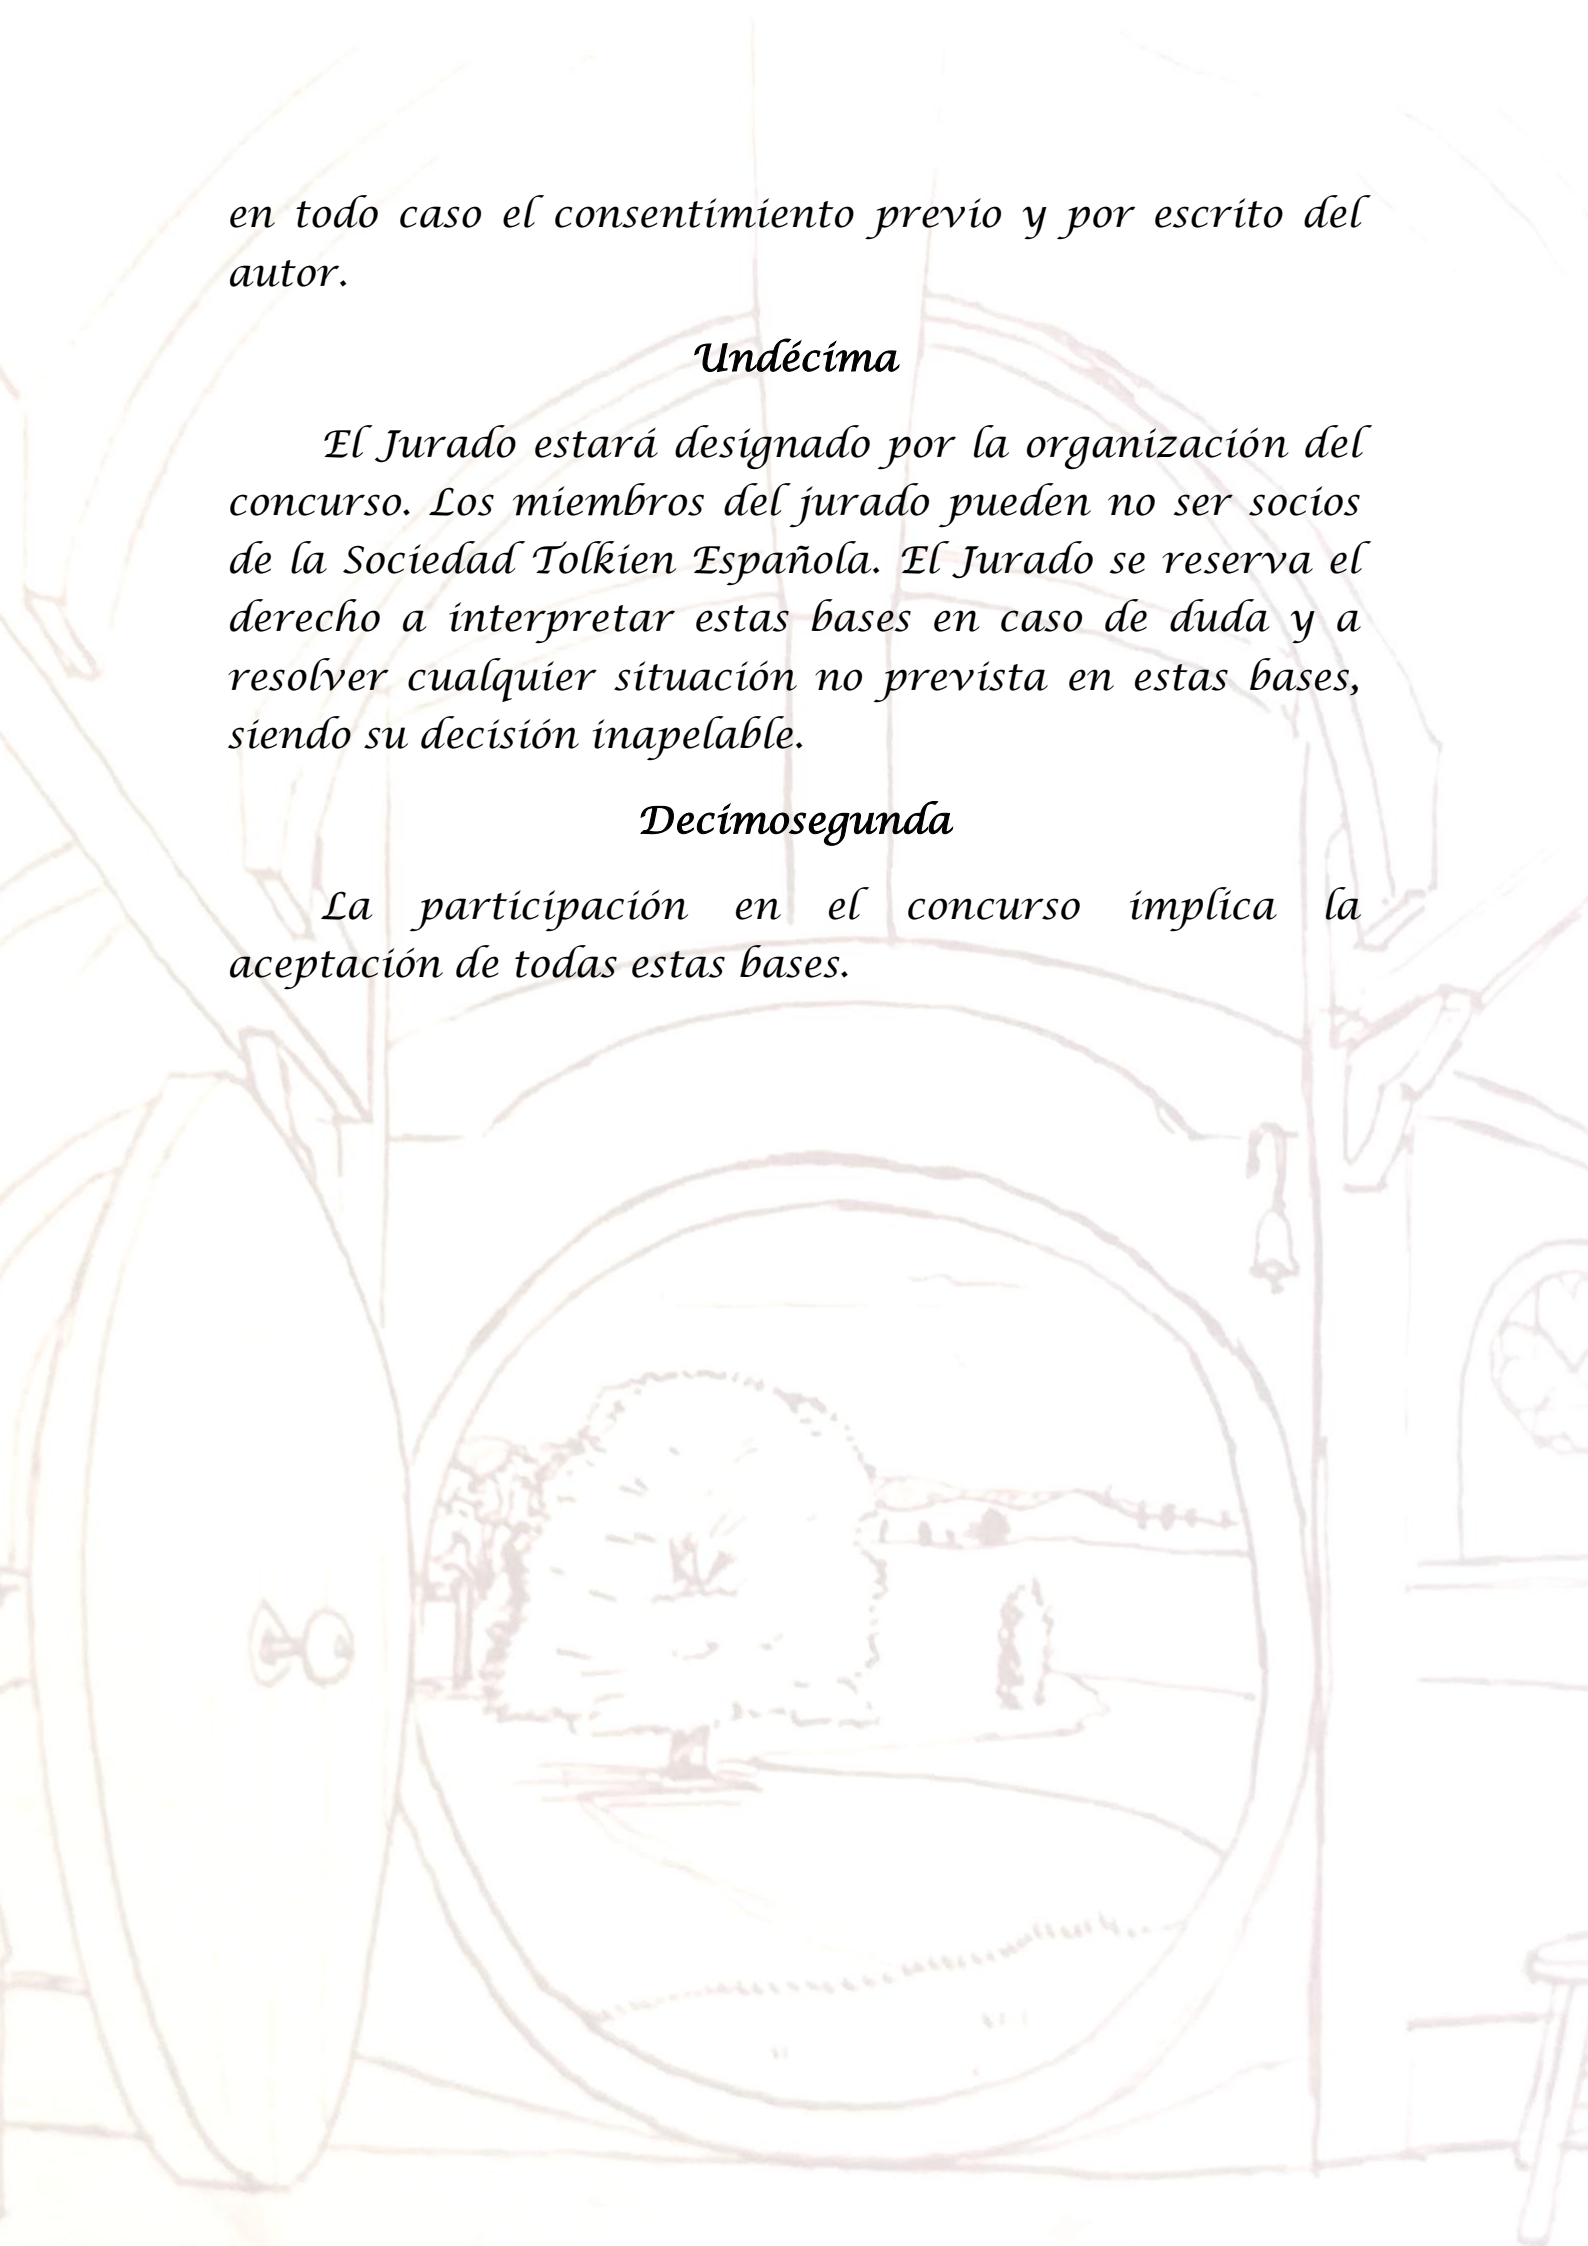 en todo caso el consentimiento previo y por escrito del
autor.
Undécima
El Jurado estará designado por la organización del
concurso. Los miembros del jurado pueden no ser socios
de la Sociedad Tolkien Española. El Jurado se reserva el
derecho a interpretar estas bases en caso de duda y a
resolver cualquier situación no prevista en estas bases,
siendo su decisión inapelable.
Decimosegunda
La participación en el concurso implica la
aceptación de todas estas bases.